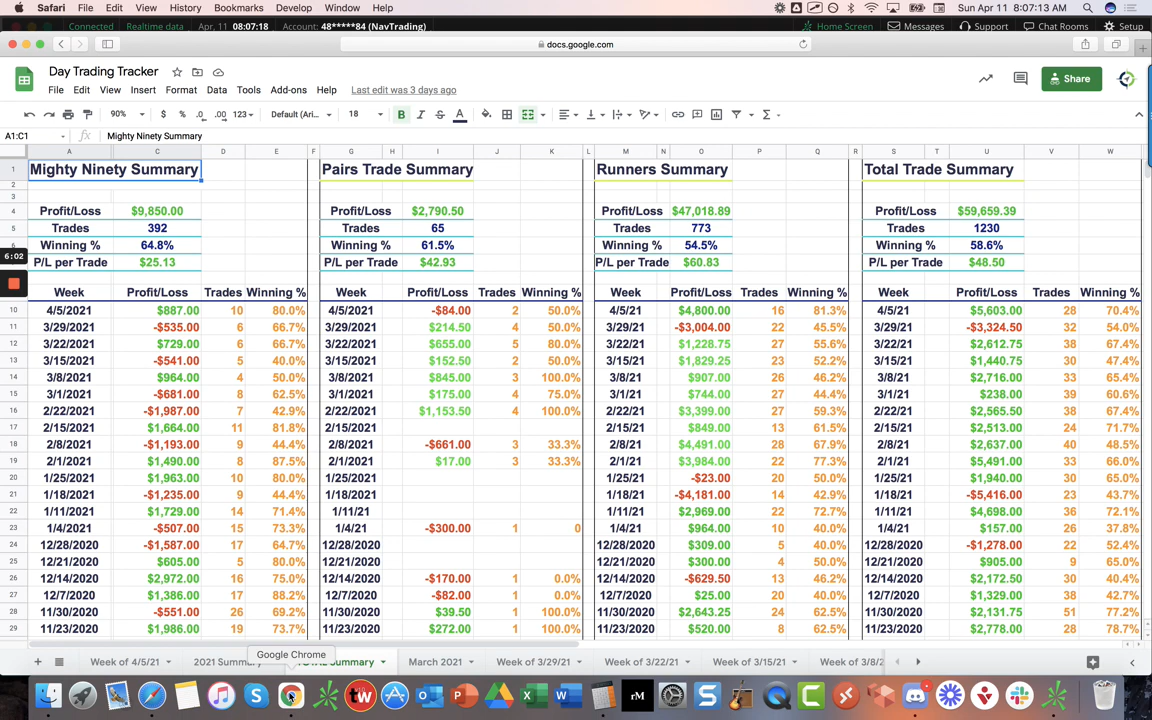 Safari File Edit View History Bookmarks Develop Window Help Sun Apr 11 8:07:13 AM
Connected Realtime data Apr, 11 08:07:18 Account: 48*****84 (NavTrading) Home Screen Messages Support Chat Rooms Setup
docs.google.com
Day Trading Tracker
File Edit View Insert Format Data Tools Add-ons Help Last edit was 3 days ago
Share
90% $ % .0 .00 123 Default (Ari... 18 B I S A
A1:C1 fx Mighty Ninety Summary
A C D E F G H I J K L M N O P Q R S T U V W
1 Mighty Ninety Summary Pairs Trade Summary Runners Summary Total Trade Summary
2
3
4 Profit/Loss $9,850.00 Profit/Loss $2,790.50 Profit/Loss $47,018.89 Profit/Loss $59,659.39
5 Trades 392 Trades 65 Trades 773 Trades 1230
6 Winning % 64.8% Winning % 61.5% Winning % 54.5% Winning % 58.6%
6:02
P/L per Trade $25.13 P/L per Trade $42.93 P/L per Trade $60.83 P/L per Trade $48.50
Week Profit/Loss Trades Winning % Week Profit/Loss Trades Winning % Week Profit/Loss Trades Winning % Week Profit/Loss Trades Winning %
10 4/5/2021 $887.00 10 80.0% 4/5/2021 -$84.00 2 50.0% 4/5/21 $4,800.00 16 81.3% 4/5/21 $5,603.00 28 70.4%
11 3/29/2021 -$535.00 6 66.7% 3/29/2021 $214.50 4 50.0% 3/29/21 -$3,004.00 22 45.5% 3/29/21 -$3,324.50 32 54.0%
12 3/22/2021 $729.00 6 66.7% 3/22/2021 $655.00 5 80.0% 3/22/21 $1,228.75 27 55.6% 3/22/21 $2,612.75 38 67.4%
13 3/15/2021 -$541.00 5 40.0% 3/15/2021 $152.50 2 50.0% 3/15/21 $1,829.25 23 52.2% 3/15/21 $1,440.75 30 47.4%
14 3/8/2021 $964.00 4 50.0% 3/8/2021 $845.00 3 100.0% 3/8/21 $907.00 26 46.2% 3/8/21 $2,716.00 33 65.4%
15 3/1/2021 -$681.00 8 62.5% 3/1/2021 $175.00 4 75.0% 3/1/21 $744.00 27 44.4% 3/1/21 $238.00 39 60.6%
16 2/22/2021 -$1,987.00 7 42.9% 2/22/2021 $1,153.50 4 100.0% 2/22/21 $3,399.00 27 59.3% 2/22/21 $2,565.50 38 67.4%
17 2/15/2021 $1,664.00 11 81.8% 2/15/2021 2/15/21 $849.00 13 61.5% 2/15/21 $2,513.00 24 71.7%
18 2/8/2021 -$1,193.00 9 44.4% 2/8/2021 -$661.00 3 33.3% 2/8/21 $4,491.00 28 67.9% 2/8/21 $2,637.00 40 48.5%
19 2/1/2021 $1,490.00 8 87.5% 2/1/2021 $17.00 3 33.3% 2/1/21 $3,984.00 22 77.3% 2/1/21 $5,491.00 33 66.0%
20 1/25/2021 $1,963.00 10 80.0% 1/25/2021 1/25/21 -$23.00 20 50.0% 1/25/21 $1,940.00 30 65.0%
21 1/18/2021 -$1,235.00 9 44.4% 1/18/2021 1/18/21 -$4,181.00 14 42.9% 1/18/21 -$5,416.00 23 43.7%
22 1/11/2021 $1,729.00 14 71.4% 1/11/21 1/11/21 $2,969.00 22 72.7% 1/11/21 $4,698.00 36 72.1%
23 1/4/2021 -$507.00 15 73.3% 1/4/21 -$300.00 1 0 1/4/21 $964.00 10 40.0% 1/4/21 $157.00 26 37.8%
24 12/28/2020 -$1,587.00 17 64.7% 12/28/2020 12/28/2020 $309.00 5 40.0% 12/28/2020 -$1,278.00 22 52.4%
25 12/21/2020 $605.00 5 80.0% 12/21/2020 12/21/2020 $300.00 4 50.0% 12/21/2020 $905.00 9 65.0%
26 12/14/2020 $2,972.00 16 75.0% 12/14/2020 -$170.00 1 0.0% 12/14/2020 -$629.50 13 46.2% 12/14/2020 $2,172.50 30 40.4%
27 12/7/2020 $1,386.00 17 88.2% 12/7/2020 -$82.00 1 0.0% 12/7/2020 $25.00 20 40.0% 12/7/2020 $1,329.00 38 42.7%
28 11/30/2020 -$551.00 26 69.2% 11/30/2020 $39.50 1 100.0% 11/30/2020 $2,643.25 24 62.5% 11/30/2020 $2,131.75 51 77.2%
29 11/23/2020 $1,986.00 19 73.7% 11/23/2020 $272.00 1 100.0% 11/23/2020 $520.00 8 62.5% 11/23/2020 $2,778.00 28 78.7%
Google Chrome
Week of 4/5/21 2021 Summ Summary March 2021 Week of 3/29/21 Week of 3/22/21 Week of 3/15/21 Week of 3/8/2
tw rM